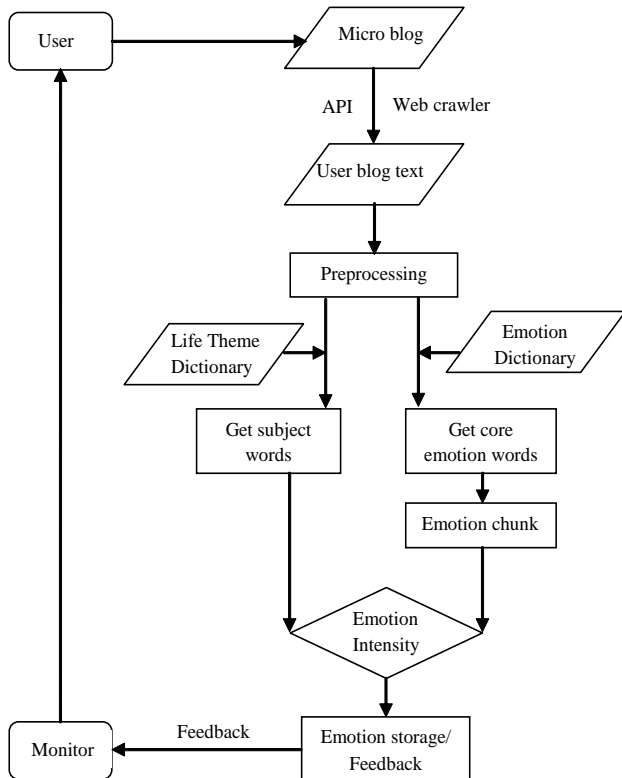 User
Micro blog
API
Web crawler
User blog text
Preprocessing
Life Theme
Dictionary
Emotion
Dictionary
Get subject
words
Get core
emotion words
Emotion chunk
Emotion
Intensity
Feedback
Monitor
Emotion storage/
Feedback